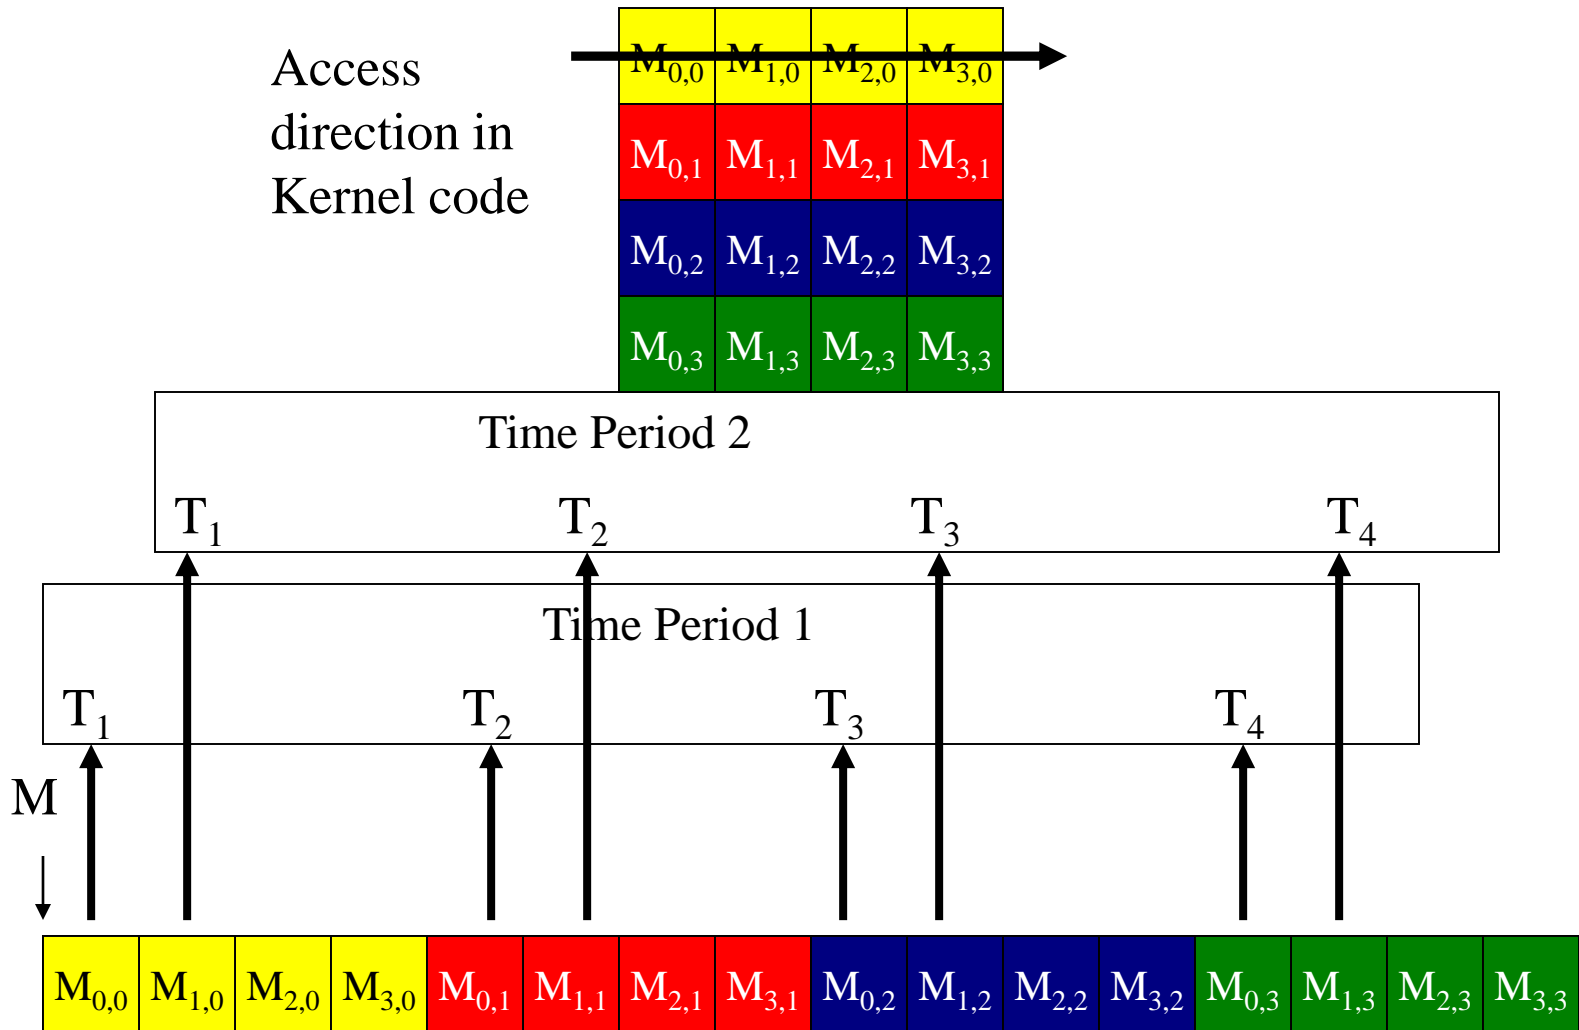 Access
direction in
Kernel code
M0,0 M1,0 M2,0 M3,0
M0,1 M1,1 M2,1 M3,1
M0,2 M1,2 M2,2 M3,2
M0,3 M1,3 M2,3 M3,3
Time Period 2
T1 T2 T3 T4
Time Period 1
T1 T2 T3 T4
M
M0,0 M1,0 M2,0 M3,0 M0,1 M1,1 M2,1 M3,1 M0,2 M1,2 M2,2 M3,2 M0,3 M1,3 M2,3 M3,3